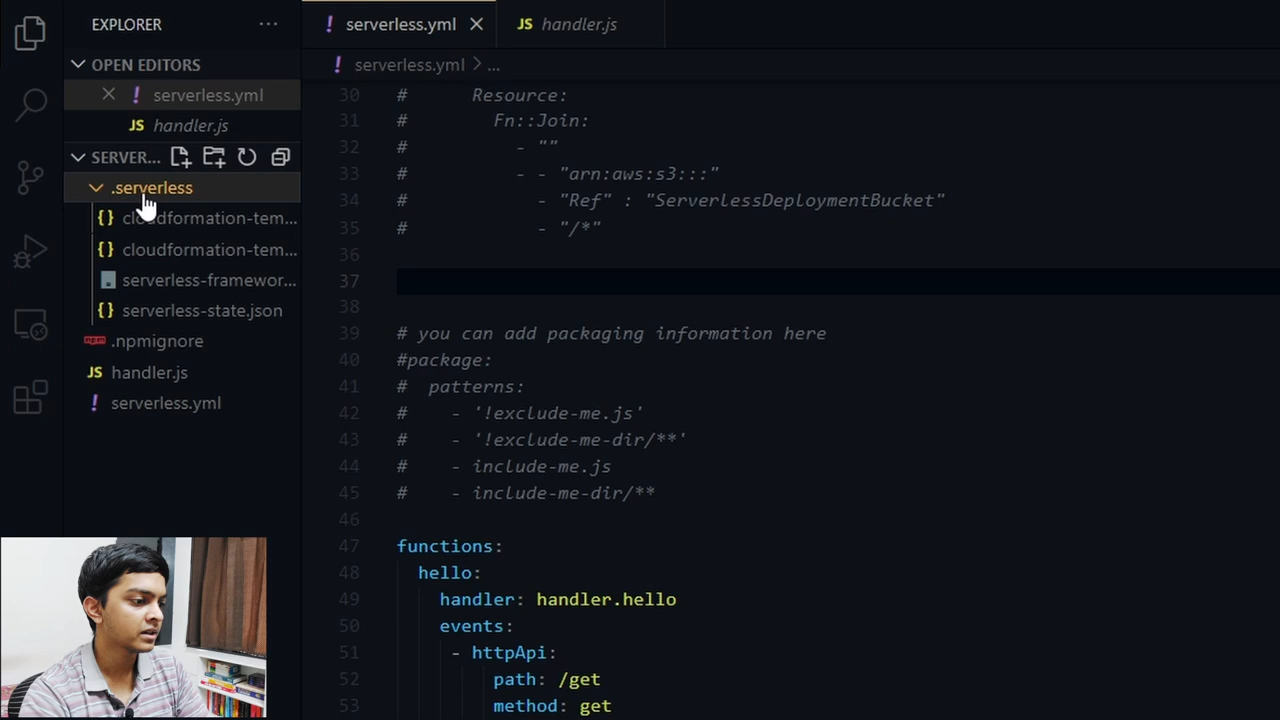 EXPLORER ...
OPEN EDITORS
! serverless.yml
JS handler.js
SERVER...
.serverless
{} cloudformation-tem...
{} cloudformation-tem...
serverless-framewor...
{} serverless-state.json
npm .npmignore
JS handler.js
! serverless.yml
! serverless.yml
JS handler.js
! serverless.yml > ...
30 # Resource:
31 # Fn::Join:
32 # - ""
33 # - - "arn:aws:s3:::"
34 # - "Ref" : "ServerlessDeploymentBucket"
35 # - "/*"
36
37
38
39 # you can add packaging information here
40 #package:
41 # patterns:
42 # - '!exclude-me.js'
43 # - '!exclude-me-dir/**'
44 # - include-me.js
45 # - include-me-dir/**
46
47 functions:
48 hello:
49 handler: handler.hello
50 events:
51 - httpApi:
52 path: /get
53 method: get